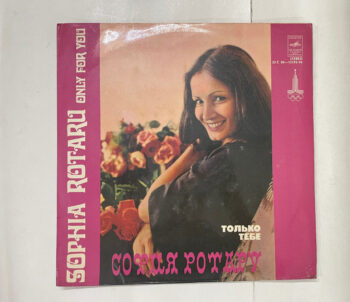 SOPHIA ROTARU
ONLY FOR YOU
ТОЛЬКО
ТЕБЕ
СОФИЯ РОТАРУ